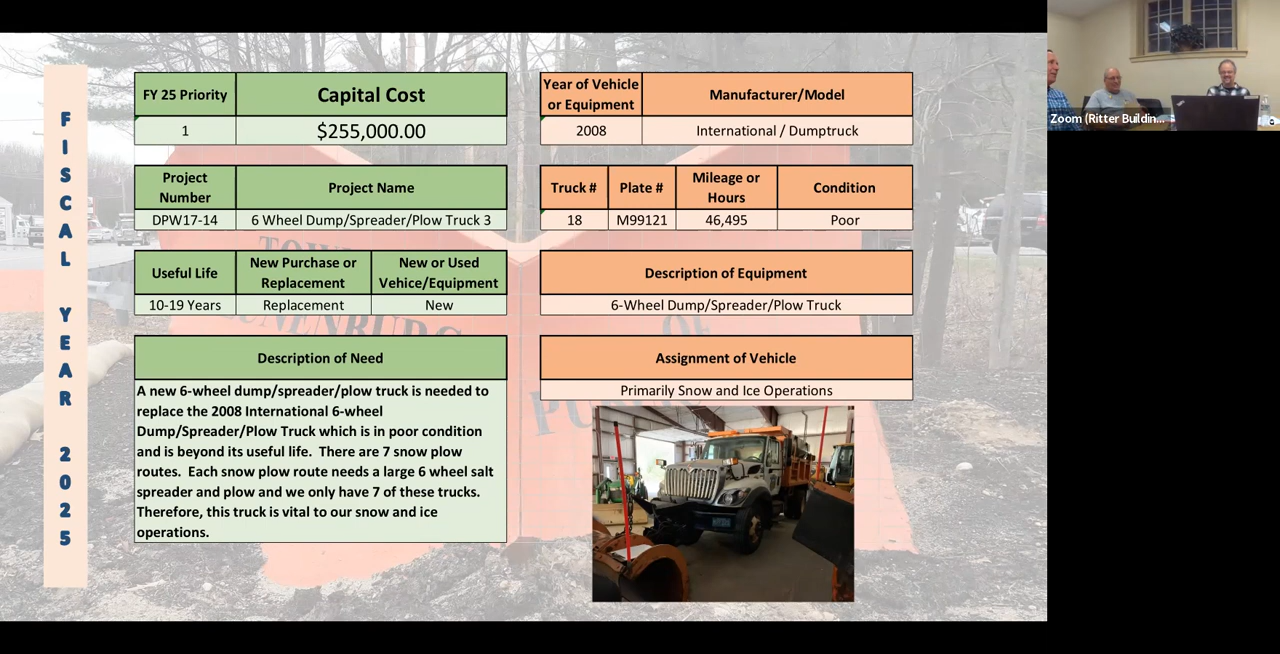 FISCAL YEAR 2025
FY 25 Priority
Capital Cost
1
$255,000.00
Project
Number
Project Name
DPW17-14
6 Wheel Dump/Spreader/Plow Truck 3
Useful Life
New Purchase or
Replacement
New or Used
Vehice/Equipment
10-19 Years
Replacement
New
Description of Need
A new 6-wheel dump/spreader/plow truck is needed to
replace the 2008 International 6-wheel
Dump/Spreader/Plow Truck which is in poor condition
and is beyond its useful life. There are 7 snow plow
routes. Each snow plow route needs a large 6 wheel salt
spreader and plow and we only have 7 of these trucks.
Therefore, this truck is vital to our snow and ice
operations.
Year of Vehicle
or Equipment
Manufacturer/Model
2008
International / Dumptruck
Truck #
Plate #
Mileage or
Hours
Condition
18
M99121
46,495
Poor
Description of Equipment
6-Wheel Dump/Spreader/Plow Truck
Assignment of Vehicle
Primarily Snow and Ice Operations
OF
Zoom (Ritter Buildin...